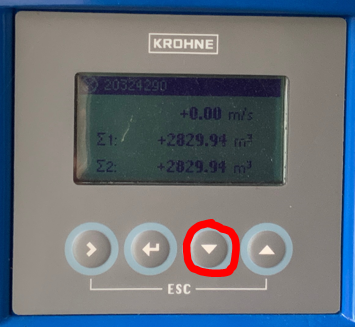 KROHNE
20324290
+0.00 m/s
Σ1: +2829.94 m³
Σ2: +2829.94 m³
ESC